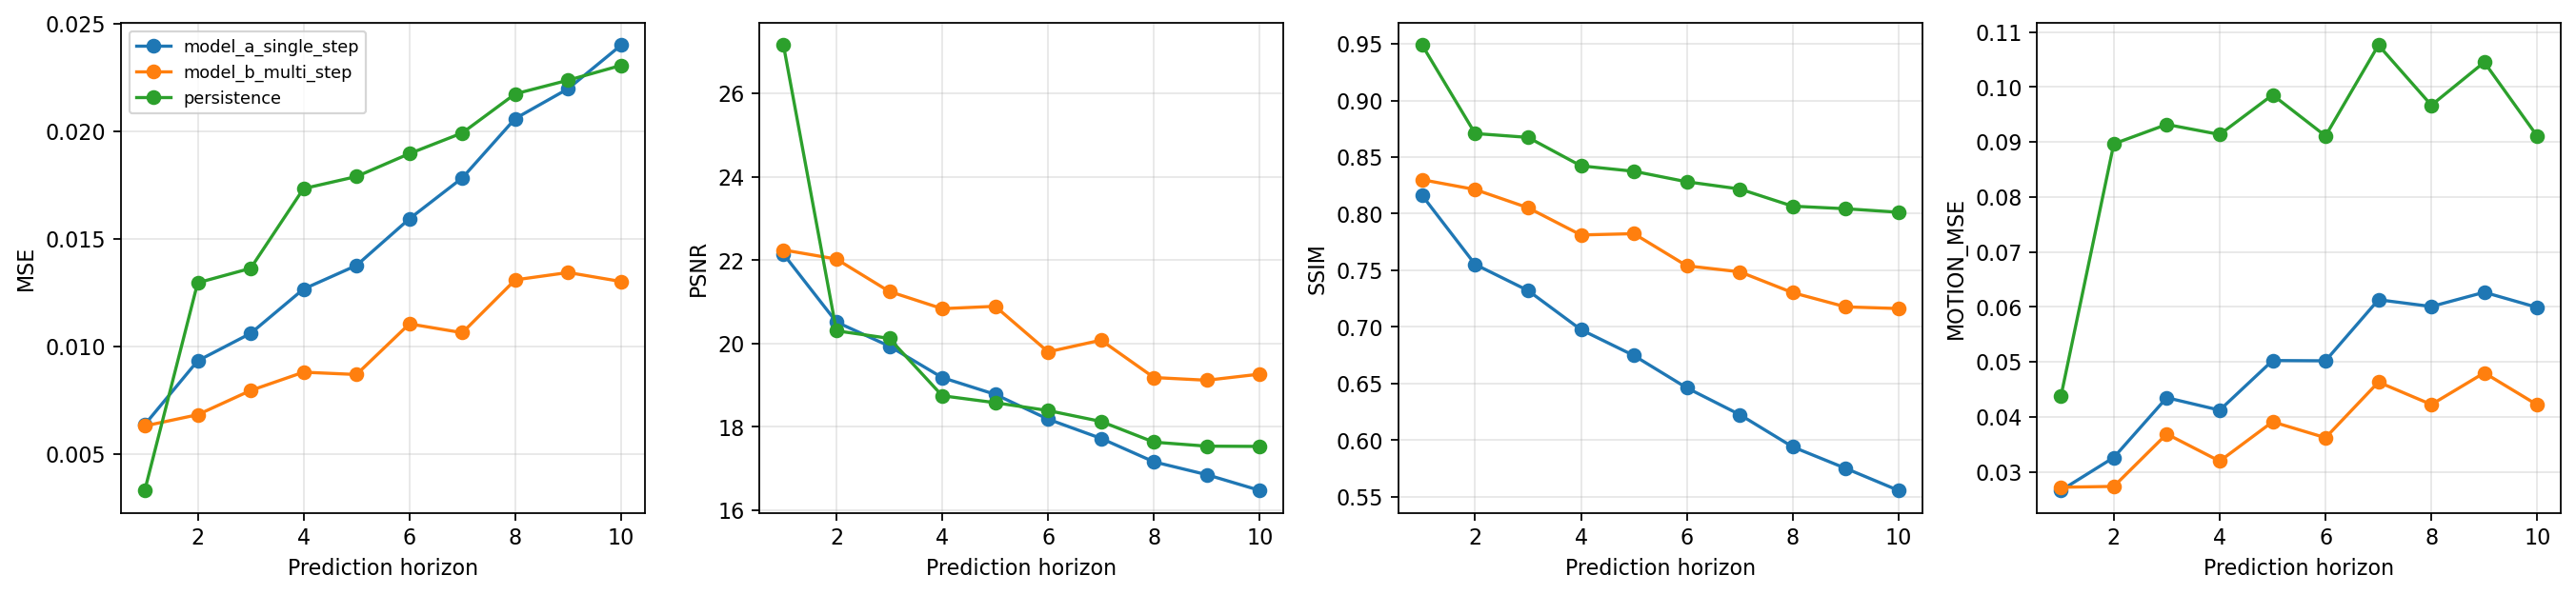 MSE
0.025
0.020
0.015
0.010
0.005
model_a_single_step
model_b_multi_step
persistence
2 4 6 8 10
Prediction horizon
PSNR
26
24
22
20
18
16
2 4 6 8 10
Prediction horizon
SSIM
0.95
0.90
0.85
0.80
0.75
0.70
0.65
0.60
0.55
2 4 6 8 10
Prediction horizon
MOTION_MSE
0.11
0.10
0.09
0.08
0.07
0.06
0.05
0.04
0.03
2 4 6 8 10
Prediction horizon